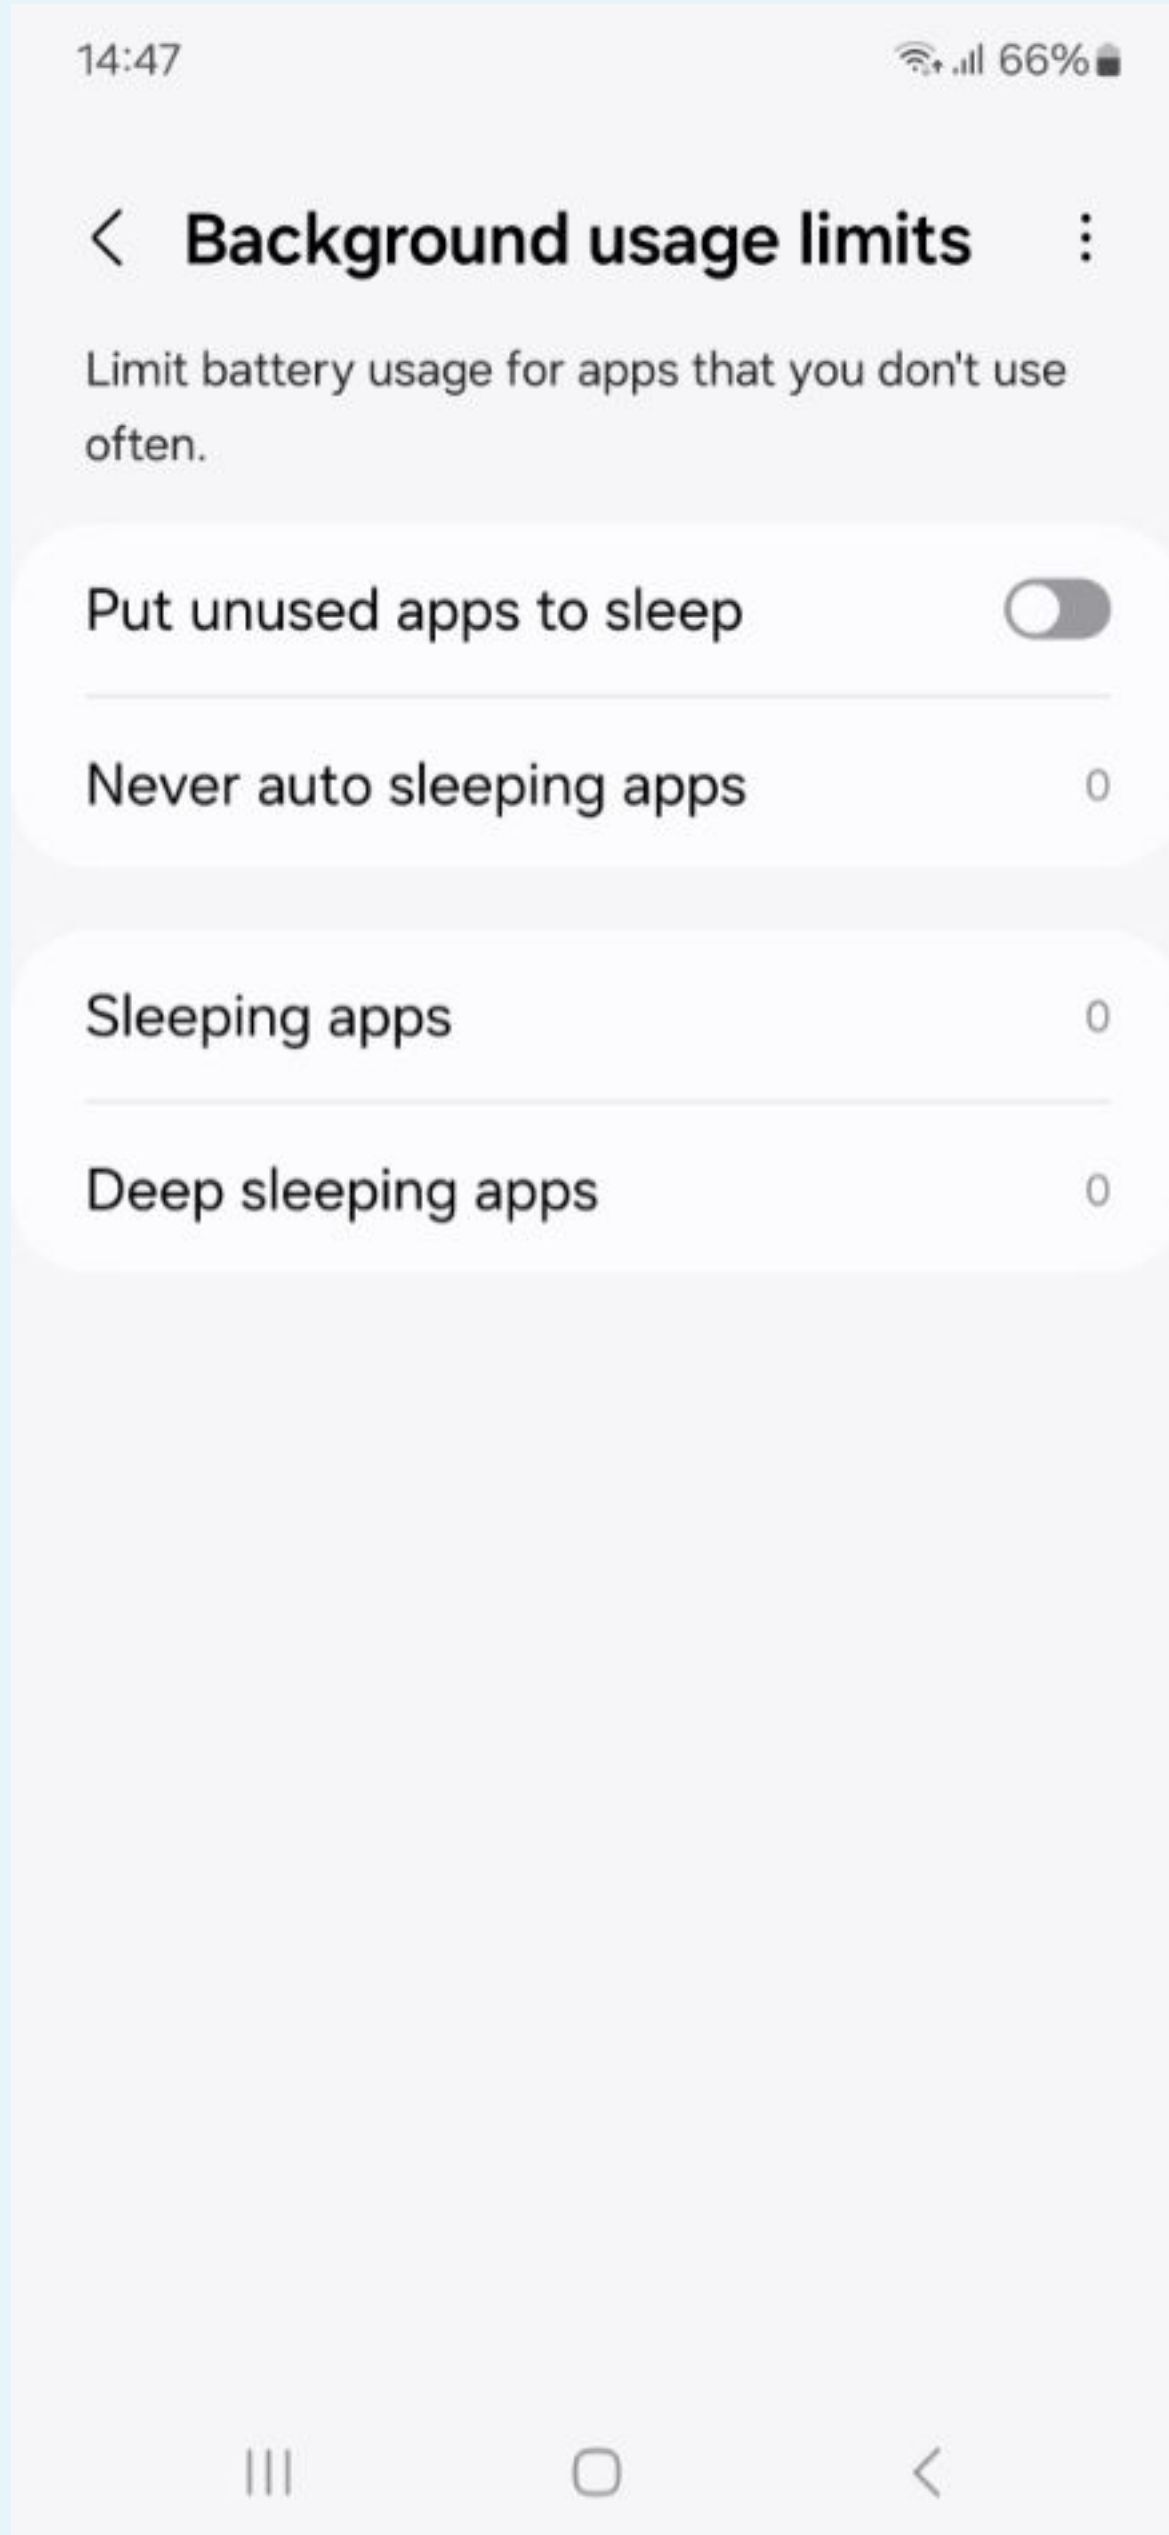 14:47 66%
Background usage limits
Limit battery usage for apps that you don't use
often.
Put unused apps to sleep
Never auto sleeping apps 0
Sleeping apps 0
Deep sleeping apps 0